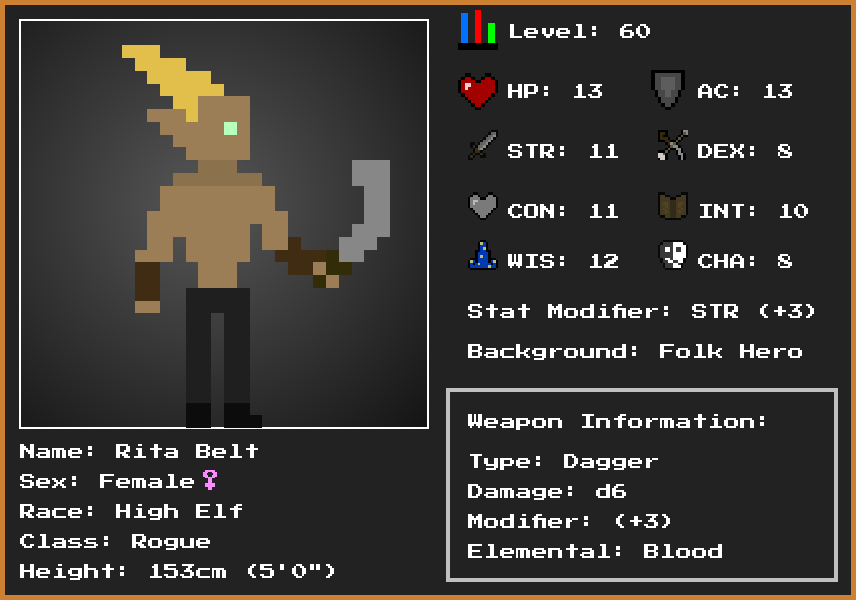 Level: 60
HP: 13
AC: 13
STR: 11
DEX: 8
CON: 11
INT: 10
WIS: 12
CHA: 8
Stat Modifier: STR (+3)
Background: Folk Hero
Weapon Information:
Type: Dagger
Damage: d6
Modifier: (+3)
Elemental: Blood
Name: Rita Belt
Sex: Female♀
Race: High Elf
Class: Rogue
Height: 153cm (5'0")